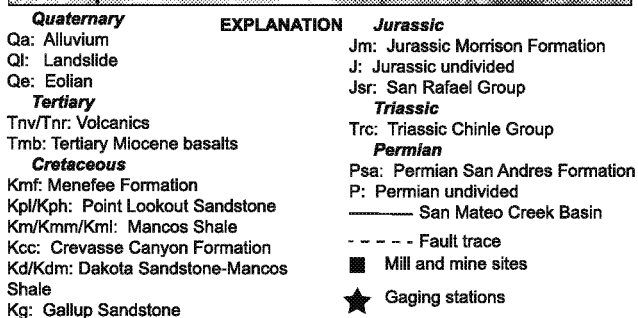 EXPLANATION
Quaternary
Qa: Alluvium
Ql: Landslide
Qe: Eolian
Tertiary
Tnv/Tnr: Volcanics
Tmb: Tertiary Miocene basalts
Cretaceous
Kmf: Menefee Formation
Kpl/Kph: Point Lookout Sandstone
Km/Kmm/Kml: Mancos Shale
Kcc: Crevasse Canyon Formation
Kd/Kdm: Dakota Sandstone-Mancos
Shale
Kg: Gallup Sandstone
Jurassic
Jm: Jurassic Morrison Formation
J: Jurassic undivided
Jsr: San Rafael Group
Triassic
Trc: Triassic Chinle Group
Permian
Psa: Permian San Andres Formation
P: Permian undivided
San Mateo Creek Basin
Fault trace
Mill and mine sites
Gaging stations